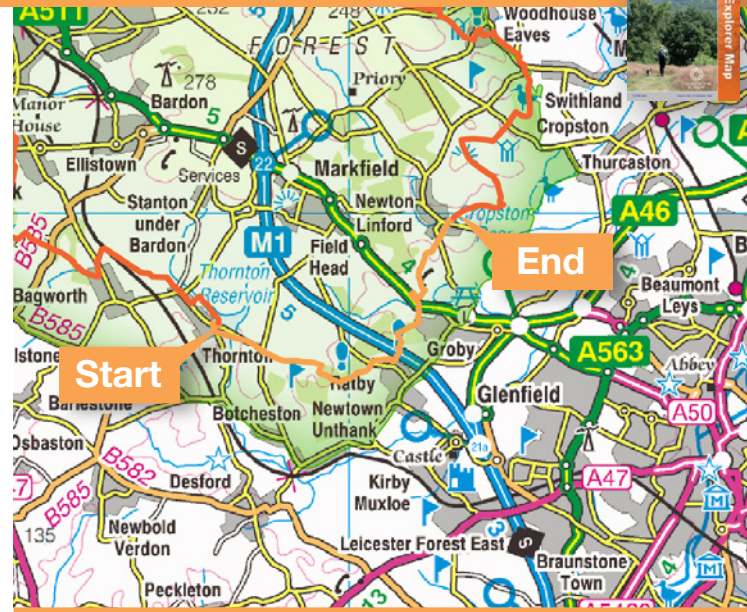 A511
248
Woodhouse
Eaves
Explorer Map
FOREST
278
Priory
Bardon
Manor
House
5
Swithland
Cropston
S
22
Ellistown
Services
Markfield
Thurcaston
Stanton
under
Bardon
Newton
Linford
A46
B585
M1
Field
Head
End
4
Thornton
Reservoir
5
4
Beaumont
Leys
Bagworth
B585
Start
Thornton
Ratby
Groby
A563
Abbey
Barlestone
Botcheston
Newtown
Unthank
Glenfield
A50
Osbaston
B582
Castle
21a
A47
B585
Desford
Kirby
Muxloe
M
135
Newbold
Verdon
Leicester Forest East
S
Braunstone
Town
4
M
Peckleton